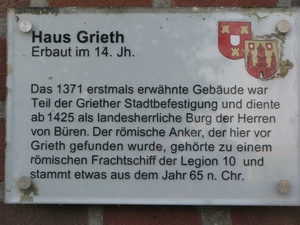 Haus Grieth
Erbaut im 14. Jh.
Das 1371 erstmals erwähnte Gebäude war
Teil der Griether Stadtbefestigung und diente
ab 1425 als landesherrliche Burg der Herren
von Büren. Der römische Anker, der hier vor
Grieth gefunden wurde, gehörte zu einem
römischen Frachtschiff der Legion 10 und
stammt etwas aus dem Jahr 65 n. Chr.